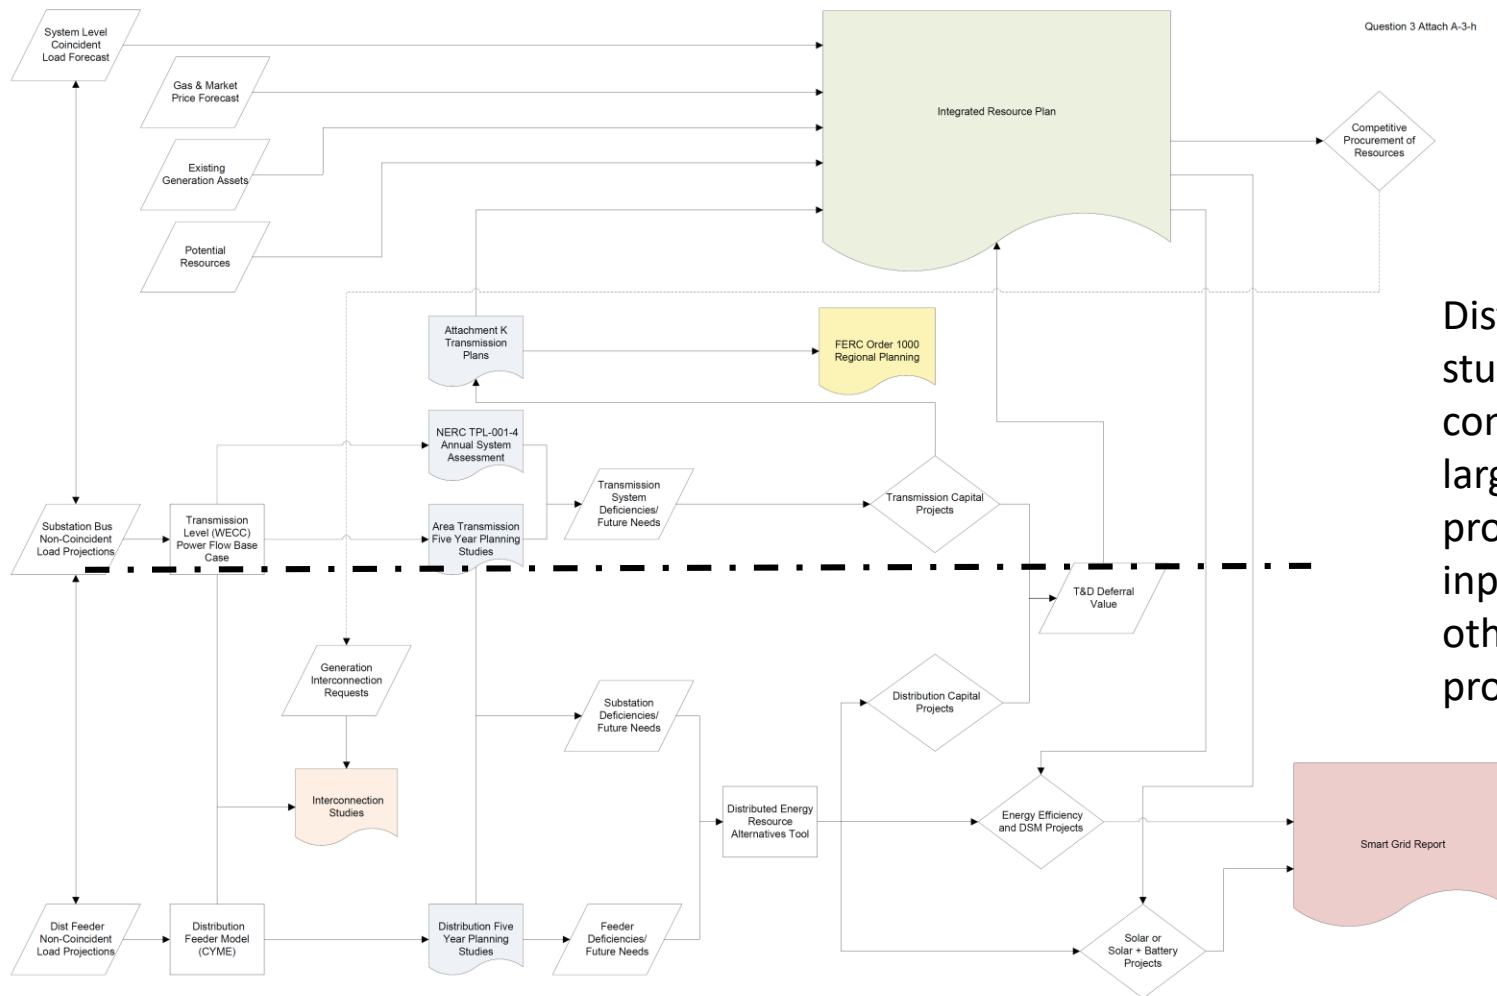 System Level
Coincident
Load Forecast
Question 3 Attach A-3-h
Gas & Market
Price Forecast
Integrated Resource Plan
Competitive
Procurement of
Resources
Existing
Generation Assets
Potential
Resources
Attachment K
Transmission
Plans
FERC Order 1000
Regional Planning
NERC TPL-001-4
Annual System
Assessment
Transmission
System
Deficiencies/
Future Needs
Transmission Capital
Projects
Substation Bus
Non-Coincident
Load Projections
Transmission
Level (WECC)
Power Flow Base
Case
Area Transmission
Five Year Planning
Studies
T&D Deferral
Value
Generation
Interconnection
Requests
Substation
Deficiencies/
Future Needs
Distribution Capital
Projects
Interconnection
Studies
Distributed Energy
Resource
Alternatives Tool
Energy Efficiency
and DSM Projects
Smart Grid Report
Dist Feeder
Non-Coincident
Load Projections
Distribution
Feeder Model
(CYME)
Distribution Five
Year Planning
Studies
Feeder
Deficiencies/
Future Needs
Solar or
Solar + Battery
Projects